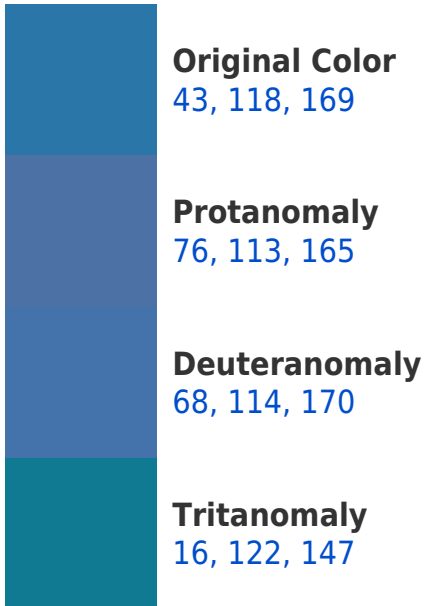 Original Color
43, 118, 169
Protanomaly
76, 113, 165
Deuteranomaly
68, 114, 170
Tritanomaly
16, 122, 147